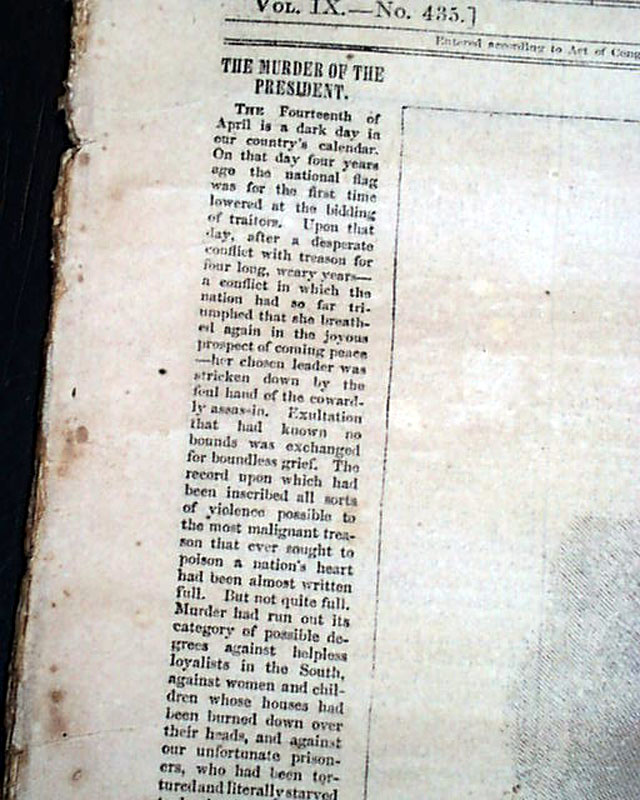 VOL. IX.—No. 435.]
Entered according to Act of Cong
THE MURDER OF THE
PRESIDENT.
THE Fourteenth of
April is a dark day in
our country's calendar.
On that day four years
ago the national flag
was for the first time
lowered at the bidding
of traitors. Upon that
day, after a desperate
conflict with treason for
four long, weary years—
a conflict in which the
nation had so far tri-
umphed that she breath-
ed again in the joyous
prospect of coming peace
—her chosen leader was
stricken down by the
foul hand of the coward-
ly assassin. Exultation
that had known no
bounds was exchanged
for boundless grief. The
record upon which had
been inscribed all sorts
of violence possible to
the most malignant trea-
son that ever sought to
poison a nation's heart
had been almost written
full. But not quite full.
Murder had run out its
category of possible de-
grees against helpless
loyalists in the South,
against women and chil-
dren whose houses had
been burned down over
their heads, and against
our unfortunate prison-
ers, who had been tor-
tured and literally starved